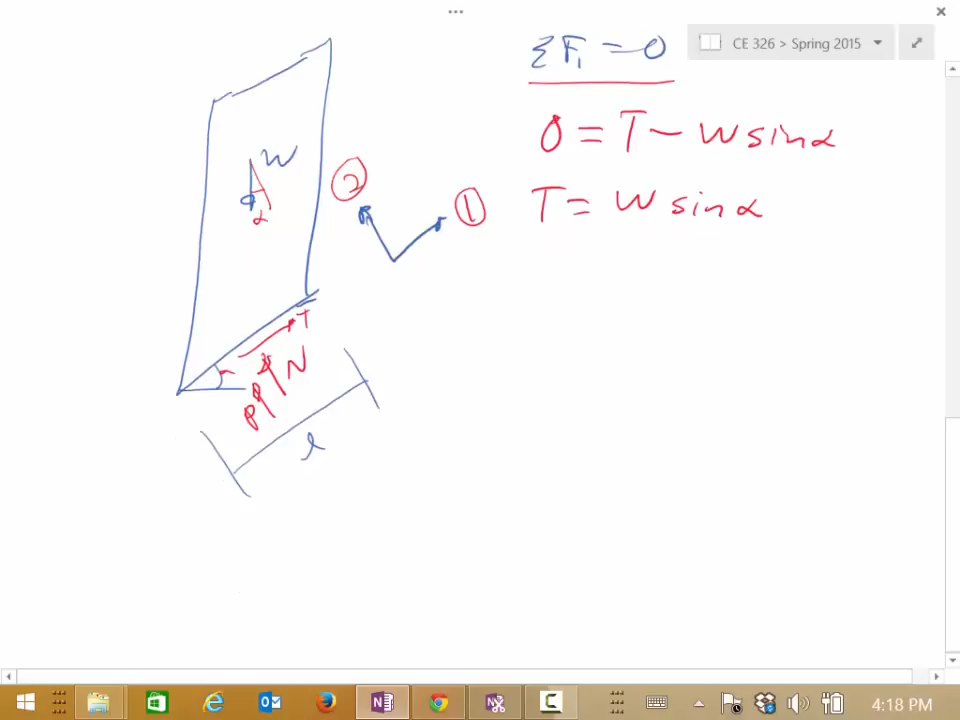 ΣF₁ = 0
CE 326 > Spring 2015
0 = T − W sin α
T = W sin α
W
α
②
①
T
α
N
P
l
4:18 PM